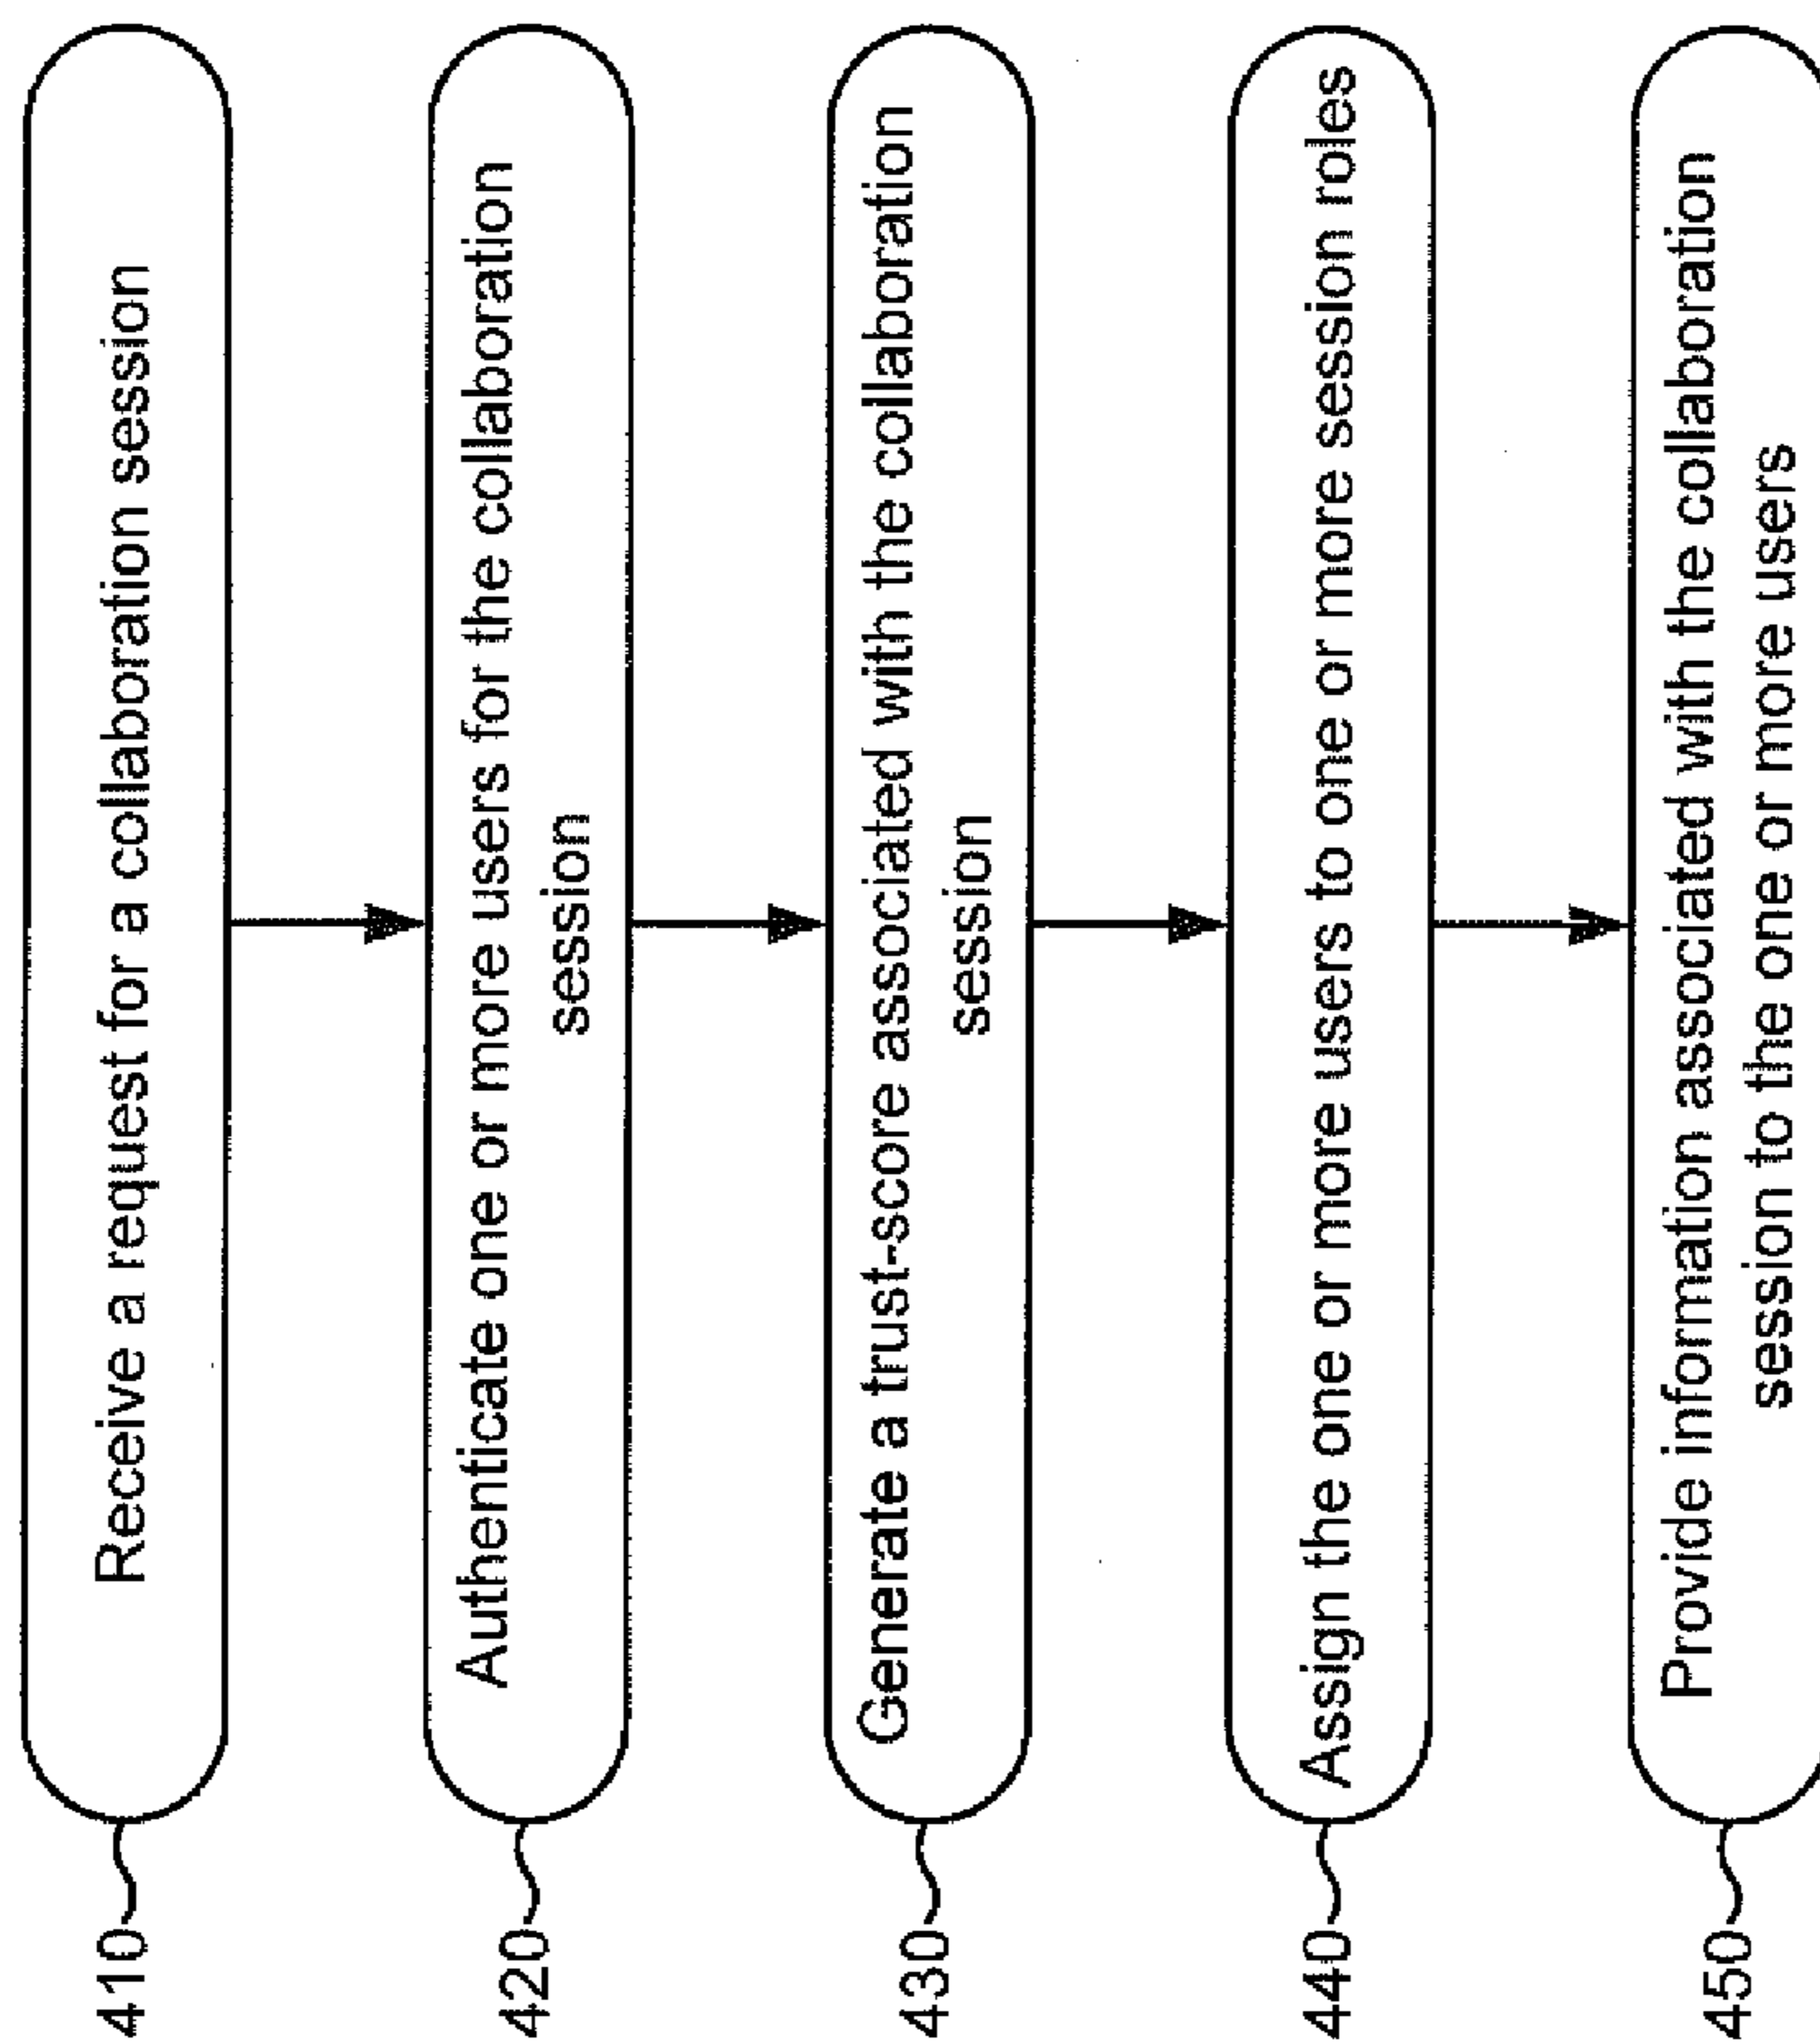 410
Receive a request for a collaboration session
420
Authenticate one or more users for the collaboration
session
430
Generate a trust-score associated with the collaboration
session
440
Assign the one or more users to one or more session roles
450
Provide information associated with the collaboration
session to the one or more users